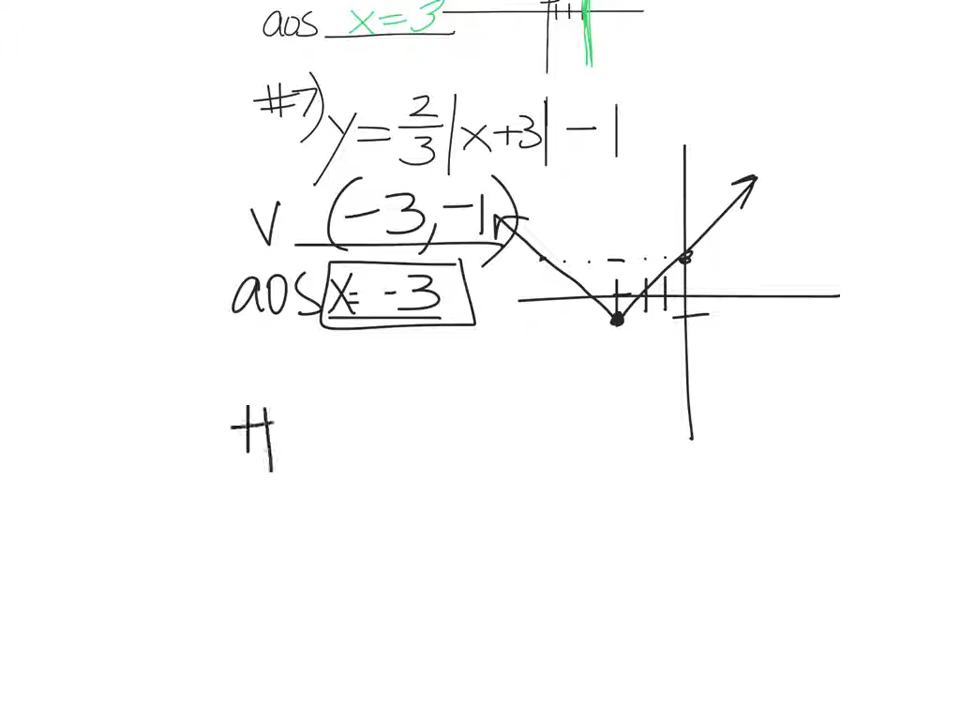 aos x = 3
#7) y = 2/3 |x+3| - 1
V (-3, -1)
aos x = -3